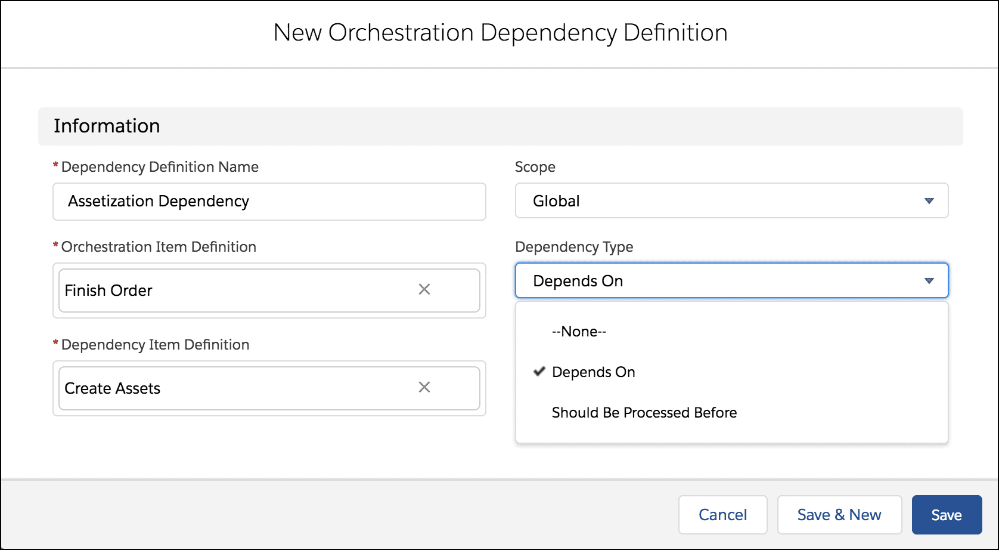 New Orchestration Dependency Definition
Information
* Dependency Definition Name
Assetization Dependency
Scope
Global
* Orchestration Item Definition
Finish Order
Dependency Type
Depends On
--None--
Depends On
Should Be Processed Before
* Dependency Item Definition
Create Assets
Cancel
Save & New
Save